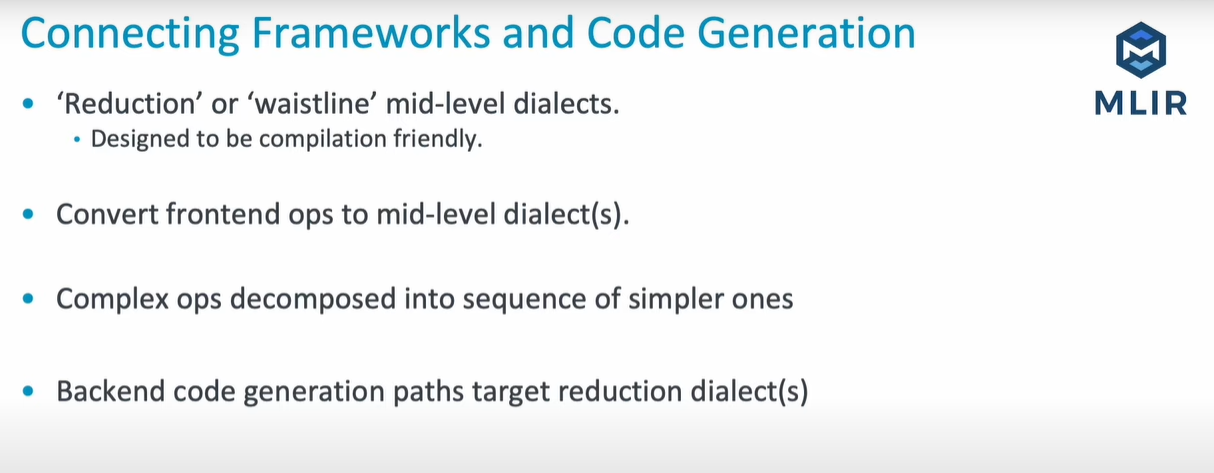 Connecting Frameworks and Code Generation
MLIR
• ‘Reduction’ or ‘waistline’ mid-level dialects.
• Designed to be compilation friendly.
• Convert frontend ops to mid-level dialect(s).
• Complex ops decomposed into sequence of simpler ones
• Backend code generation paths target reduction dialect(s)